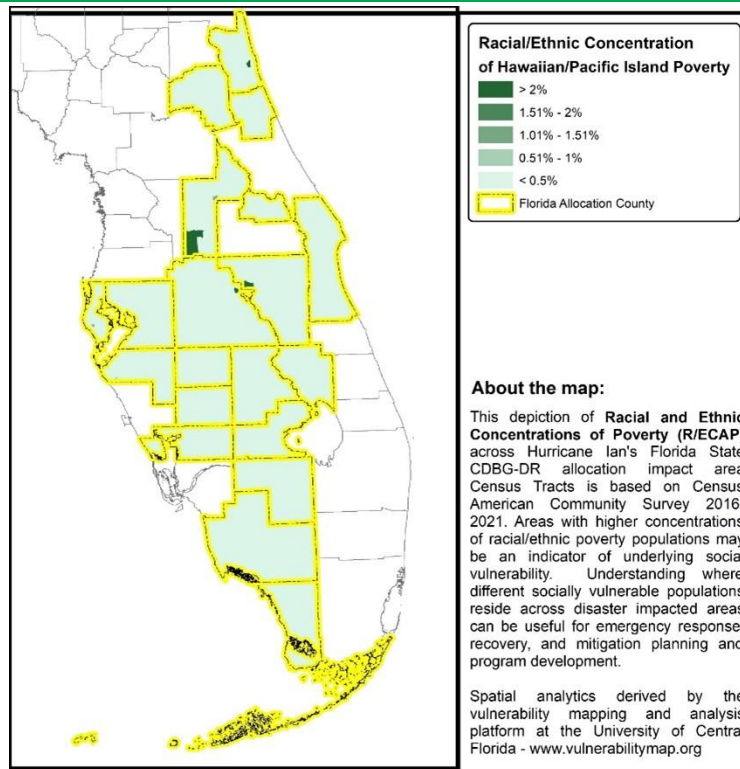 Racial/Ethnic Concentration
of Hawaiian/Pacific Island Poverty
> 2%
1.51% - 2%
1.01% - 1.51%
0.51% - 1%
< 0.5%
Florida Allocation County
About the map:
This depiction of Racial and Ethnic
Concentrations of Poverty (R/ECAP
across Hurricane Ian's Florida State
CDBG-DR allocation impact area
Census Tracts is based on Census
American Community Survey 2016
2021. Areas with higher concentrations
of racial/ethnic poverty populations may
be an indicator of underlying social
vulnerability. Understanding where
different socially vulnerable populations
reside across disaster impacted areas
can be useful for emergency response
recovery, and mitigation planning and
program development.
Spatial analytics derived by the
vulnerability mapping and analysis
platform at the University of Central
Florida - www.vulnerabilitymap.org